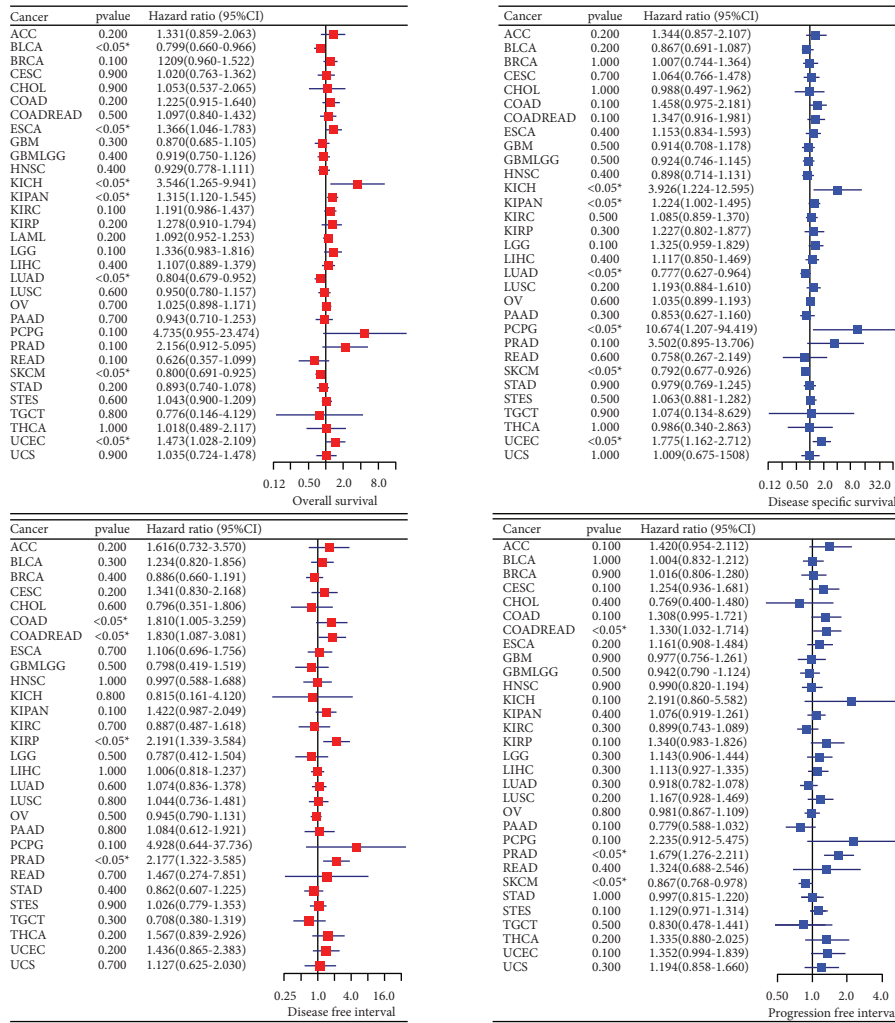 Cancer pvalue Hazard ratio (95%CI)
ACC 0.200 1.331(0.859-2.063)
BLCA <0.05* 0.799(0.660-0.966)
BRCA 0.100 1209(0.960-1.522)
CESC 0.900 1.020(0.763-1.362)
CHOL 0.900 1.053(0.537-2.065)
COAD 0.200 1.225(0.915-1.640)
COADREAD 0.500 1.097(0.840-1.432)
ESCA <0.05* 1.366(1.046-1.783)
GBM 0.300 0.870(0.685-1.105)
GBMLGG 0.400 0.919(0.750-1.126)
HNSC 0.400 0.929(0.778-1.111)
KICH <0.05* 3.546(1.265-9.941)
KIPAN <0.05* 1.315(1.120-1.545)
KIRC 0.100 1.191(0.986-1.437)
KIRP 0.200 1.278(0.910-1.794)
LAML 0.200 1.092(0.952-1.253)
LGG 0.100 1.336(0.983-1.816)
LIHC 0.400 1.107(0.889-1.379)
LUAD <0.05* 0.804(0.679-0.952)
LUSC 0.600 0.950(0.780-1.157)
OV 0.700 1.025(0.898-1.171)
PAAD 0.700 0.943(0.710-1.253)
PCPG 0.100 4.735(0.955-23.474)
PRAD 0.100 2.156(0.912-5.095)
READ 0.100 0.626(0.357-1.099)
SKCM <0.05* 0.800(0.691-0.925)
STAD 0.200 0.893(0.740-1.078)
STES 0.600 1.043(0.900-1.209)
TGCT 0.800 0.776(0.146-4.129)
THCA 1.000 1.018(0.489-2.117)
UCEC <0.05* 1.473(1.028-2.109)
UCS 0.900 1.035(0.724-1.478)
0.12 0.50 2.0 8.0
Overall survival
Cancer pvalue Hazard ratio (95%CI)
ACC 0.200 1.344(0.857-2.107)
BLCA 0.200 0.867(0.691-1.087)
BRCA 1.000 1.007(0.744-1.364)
CESC 0.700 1.064(0.766-1.478)
CHOL 1.000 0.988(0.497-1.962)
COAD 0.100 1.458(0.975-2.181)
COADREAD 0.100 1.347(0.916-1.981)
ESCA 0.400 1.153(0.834-1.593)
GBM 0.500 0.914(0.708-1.178)
GBMLGG 0.500 0.924(0.746-1.145)
HNSC 0.400 0.898(0.714-1.131)
KICH <0.05* 3.926(1.224-12.595)
KIPAN <0.05* 1.224(1.002-1.495)
KIRC 0.500 1.085(0.859-1.370)
KIRP 0.300 1.227(0.802-1.877)
LGG 0.100 1.325(0.959-1.829)
LIHC 0.400 1.117(0.850-1.469)
LUAD <0.05* 0.777(0.627-0.964)
LUSC 0.200 1.193(0.884-1.610)
OV 0.600 1.035(0.899-1.193)
PAAD 0.300 0.853(0.627-1.160)
PCPG <0.05* 10.674(1.207-94.419)
PRAD 0.100 3.502(0.895-13.706)
READ 0.600 0.758(0.267-2.149)
SKCM <0.05* 0.792(0.677-0.926)
STAD 0.900 0.979(0.769-1.245)
STES 0.500 1.063(0.881-1.282)
TGCT 0.900 1.074(0.134-8.629)
THCA 1.000 0.986(0.340-2.863)
UCEC <0.05* 1.775(1.162-2.712)
UCS 1.000 1.009(0.675-1508)
0.12 0.50 2.0 8.0 32.0
Disease specific survival
Cancer pvalue Hazard ratio (95%CI)
ACC 0.200 1.616(0.732-3.570)
BLCA 0.300 1.234(0.820-1.856)
BRCA 0.400 0.886(0.660-1.191)
CESC 0.200 1.341(0.830-2.168)
CHOL 0.600 0.796(0.351-1.806)
COAD <0.05* 1.810(1.005-3.259)
COADREAD <0.05* 1.830(1.087-3.081)
ESCA 0.700 1.106(0.696-1.756)
GBMLGG 0.500 0.798(0.419-1.519)
HNSC 1.000 0.997(0.588-1.688)
KICH 0.800 0.815(0.161-4.120)
KIPAN 0.100 1.422(0.987-2.049)
KIRC 0.700 0.887(0.487-1.618)
KIRP <0.05* 2.191(1.339-3.584)
LGG 0.500 0.787(0.412-1.504)
LIHC 1.000 1.006(0.818-1.237)
LUAD 0.600 1.074(0.836-1.378)
LUSC 0.800 1.044(0.736-1.481)
OV 0.500 0.945(0.790-1.131)
PAAD 0.800 1.084(0.612-1.921)
PCPG 0.100 4.928(0.644-37.736)
PRAD <0.05* 2.177(1.322-3.585)
READ 0.700 1.467(0.274-7.851)
STAD 0.400 0.862(0.607-1.225)
STES 0.900 1.026(0.779-1.353)
TGCT 0.300 0.708(0.380-1.319)
THCA 0.200 1.567(0.839-2.926)
UCEC 0.200 1.436(0.865-2.383)
UCS 0.700 1.127(0.625-2.030)
0.25 1.0 4.0 16.0
Disease free interval
Cancer pvalue Hazard ratio (95%CI)
ACC 0.100 1.420(0.954-2.112)
BLCA 1.000 1.004(0.832-1.212)
BRCA 0.900 1.016(0.806-1.280)
CESC 0.100 1.254(0.936-1.681)
CHOL 0.400 0.769(0.400-1.480)
COAD 0.100 1.308(0.995-1.721)
COADREAD <0.05* 1.330(1.032-1.714)
ESCA 0.200 1.161(0.908-1.484)
GBM 0.900 0.977(0.756-1.261)
GBMLGG 0.500 0.942(0.790 -1.124)
HNSC 0.900 0.990(0.820-1.194)
KICH 0.100 2.191(0.860-5.582)
KIPAN 0.400 1.076(0.919-1.261)
KIRC 0.300 0.899(0.743-1.089)
KIRP 0.100 1.340(0.983-1.826)
LGG 0.300 1.143(0.906-1.444)
LIHC 0.300 1.113(0.927-1.335)
LUAD 0.300 0.918(0.782-1.078)
LUSC 0.200 1.167(0.928-1.469)
OV 0.800 0.981(0.867-1.109)
PAAD 0.100 0.779(0.588-1.032)
PCPG 0.100 2.235(0.912-5.475)
PRAD <0.05* 1.679(1.276-2.211)
READ 0.400 1.324(0.688-2.546)
SKCM <0.05* 0.867(0.768-0.978)
STAD 1.000 0.997(0.815-1.220)
STES 0.100 1.129(0.971-1.314)
TGCT 0.500 0.830(0.478-1.441)
THCA 0.200 1.335(0.880-2.025)
UCEC 0.100 1.352(0.994-1.839)
UCS 0.300 1.194(0.858-1.660)
0.50 1.0 2.0 4.0
Progression free interval